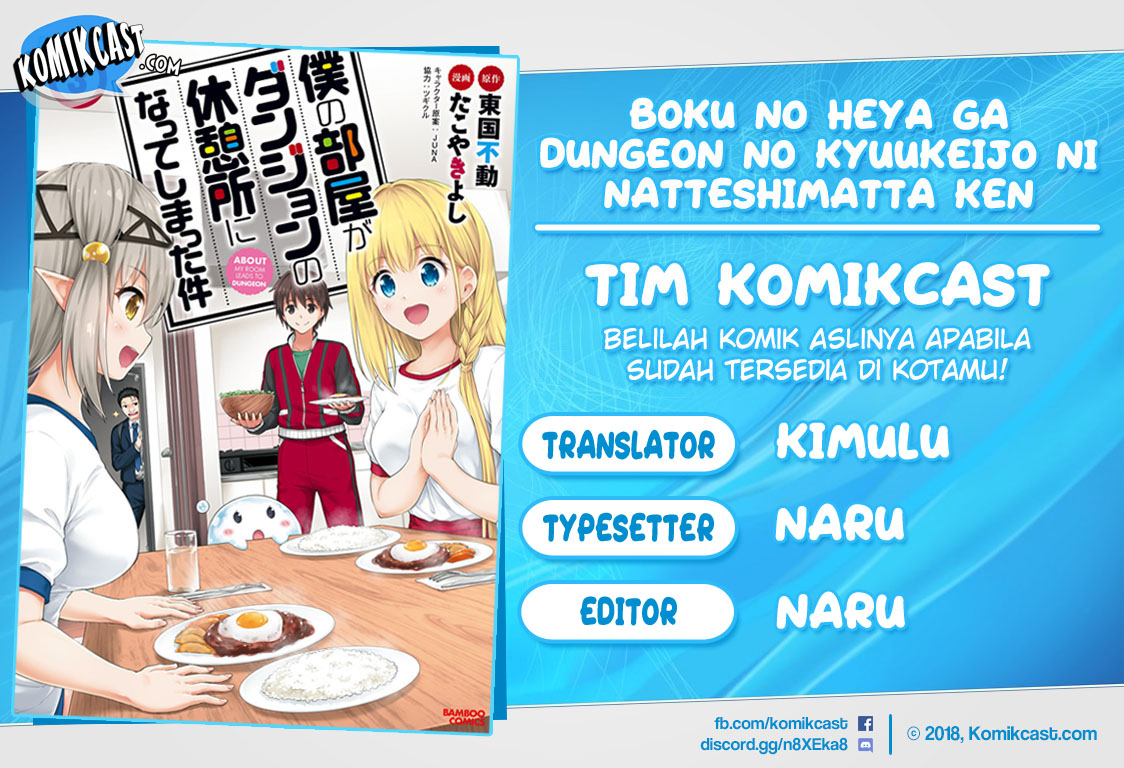 KOMIKCAST
.COM
原作
東国不動
漫画
たこやきよし
キャラクター原案:JUNA
協力:ツギクル
僕の部屋が
ダンジョンの
休憩所に
なってしまった件
ABOUT
MY ROOM
LEADS TO
DUNGEON
BAMBOO
COMICS
BOKU NO HEYA GA
DUNGEON NO KYUUKEIJO NI
NATTESHIMATTA KEN
TIM KOMIKCAST
BELILAH KOMIK ASLINYA APABILA
SUDAH TERSEDIA DI KOTAMU!
TRANSLATOR KIMULU
TYPESETTER NARU
EDITOR NARU
fb.com/komikcast
discord.gg/n8XEka8
© 2018, Komikcast.com